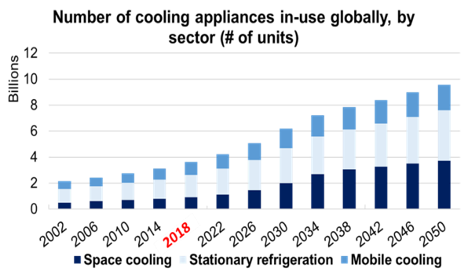 Number of cooling appliances in-use globally, by
sector (# of units)
Billions
12
10
8
6
4
2
0
2002 2006 2010 2014 2018 2022 2026 2030 2034 2038 2042 2046 2050
Space cooling Stationary refrigeration Mobile cooling